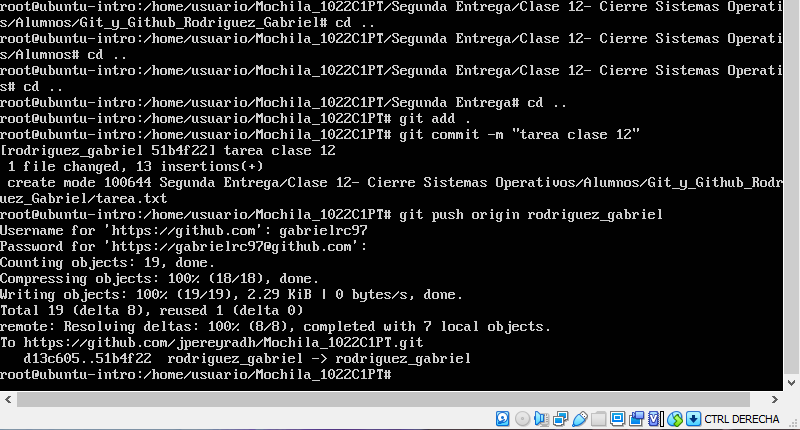 root@ubuntu-intro:/home/usuario/Mochila_1022C1PT/Segunda Entrega/Clase 12- Cierre Sistemas Operativo
s/Alumnos/Git_y_Github_Rodriguez_Gabriel# cd ..
root@ubuntu-intro:/home/usuario/Mochila_1022C1PT/Segunda Entrega/Clase 12- Cierre Sistemas Operativo
s/Alumnos# cd ..
root@ubuntu-intro:/home/usuario/Mochila_1022C1PT/Segunda Entrega/Clase 12- Cierre Sistemas Operativo
s# cd ..
root@ubuntu-intro:/home/usuario/Mochila_1022C1PT/Segunda Entrega# cd ..
root@ubuntu-intro:/home/usuario/Mochila_1022C1PT# git add .
root@ubuntu-intro:/home/usuario/Mochila_1022C1PT# git commit -m "tarea clase 12"
[rodriguez_gabriel 51b4f22] tarea clase 12
 1 file changed, 13 insertions(+)
 create mode 100644 Segunda Entrega/Clase 12- Cierre Sistemas Operativos/Alumnos/Git_y_Github_Rodr
uez_Gabriel/tarea.txt
root@ubuntu-intro:/home/usuario/Mochila_1022C1PT# git push origin rodriguez_gabriel
Username for 'https://github.com': gabrielrc97
Password for 'https://gabrielrc97@github.com':
Counting objects: 19, done.
Compressing objects: 100% (18/18), done.
Writing objects: 100% (19/19), 2.29 KiB | 0 bytes/s, done.
Total 19 (delta 8), reused 1 (delta 0)
remote: Resolving deltas: 100% (8/8), completed with 7 local objects.
To https://github.com/jpereyradh/Mochila_1022C1PT.git
   d13c605..51b4f22  rodriguez_gabriel -> rodriguez_gabriel
root@ubuntu-intro:/home/usuario/Mochila_1022C1PT#
CTRL DERECHA